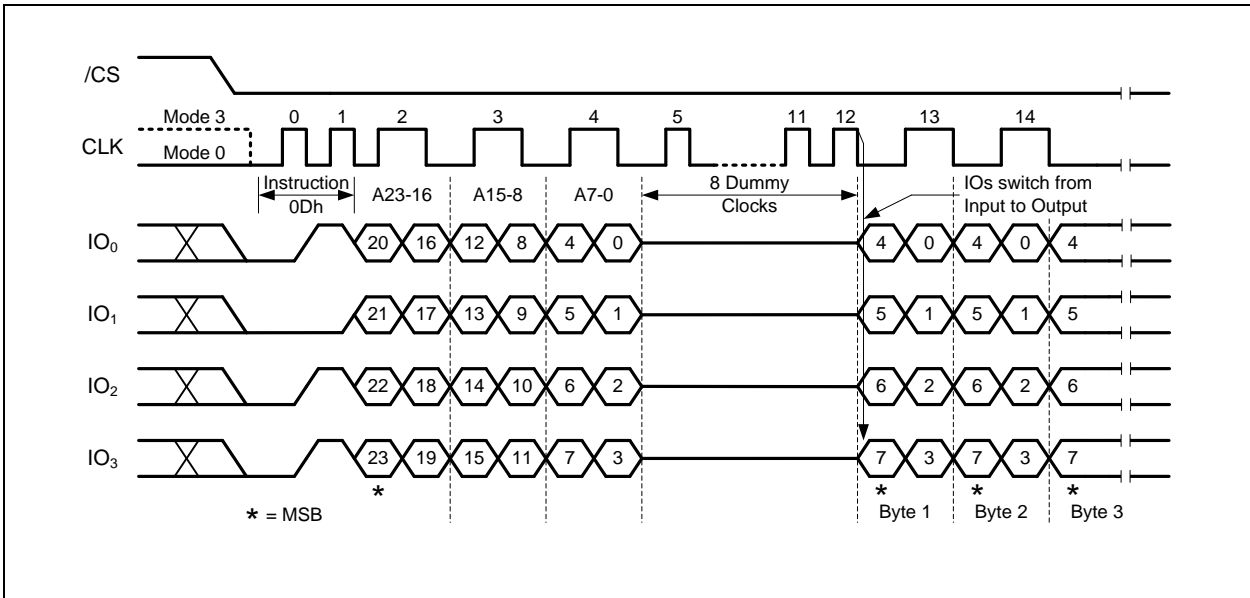 /CS
Mode 3 0 1 2 3 4 5 11 12 13 14
CLK
Mode 0
Instruction 0Dh
A23-16 A15-8 A7-0
8 Dummy Clocks
IOs switch from Input to Output
IO0 20 16 12 8 4 0 4 0 4 0 4
IO1 21 17 13 9 5 1 5 1 5 1 5
IO2 22 18 14 10 6 2 6 2 6 2 6
IO3 23 19 15 11 7 3 7 3 7 3 7
* * * *
* = MSB
Byte 1 Byte 2 Byte 3